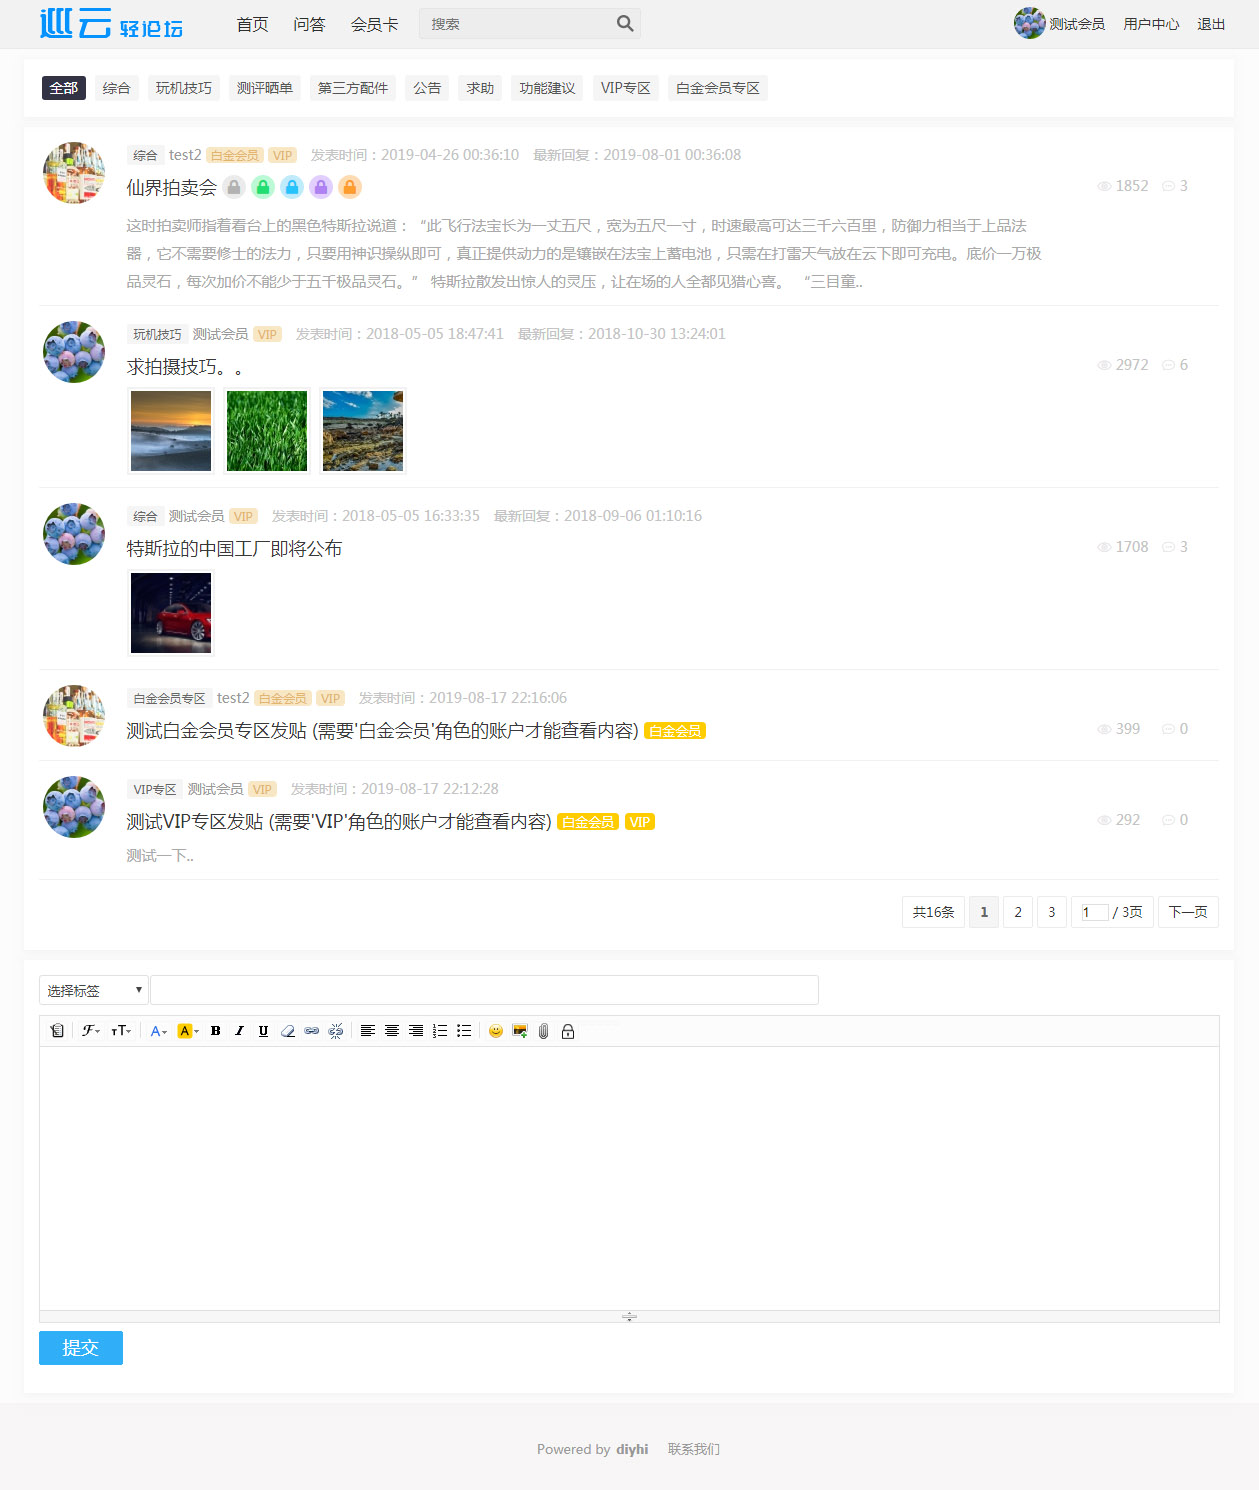 巡云 轻论坛 首页 问答 会员卡 搜索 测试会员 用户中心 退出
全部 综合 玩机技巧 测评晒单 第三方配件 公告 求助 功能建议 VIP专区 白金会员专区
综合 test2 白金会员 VIP 发表时间：2019-04-26 00:36:10 最新回复：2019-08-01 00:36:08
仙界拍卖会 1852 3
这时拍卖师指着看台上的黑色特斯拉说道：“此飞行法宝长为一丈五尺，宽为五尺一寸，时速最高可达三千六百里，防御力相当于上品法
器，它不需要修士的法力，只要用神识操纵即可，真正提供动力的是镶嵌在法宝上蓄电池，只需在打雷天气放在云下即可充电。底价一万极
品灵石，每次加价不能少于五千极品灵石。” 特斯拉散发出惊人的灵压，让在场的人全都见猎心喜。 “三目童..
玩机技巧 测试会员 VIP 发表时间：2018-05-05 18:47:41 最新回复：2018-10-30 13:24:01
求拍摄技巧。。 2972 6
综合 测试会员 VIP 发表时间：2018-05-05 16:33:35 最新回复：2018-09-06 01:10:16
特斯拉的中国工厂即将公布 1708 3
白金会员专区 test2 白金会员 VIP 发表时间：2019-08-17 22:16:06
测试白金会员专区发贴 (需要'白金会员'角色的账户才能查看内容) 白金会员 399 0
VIP专区 测试会员 VIP 发表时间：2019-08-17 22:12:28
测试VIP专区发贴 (需要'VIP'角色的账户才能查看内容) 白金会员 VIP 292 0
测试一下..
共16条 1 2 3 1 / 3页 下一页
选择标签
提交
Powered by diyhi 联系我们